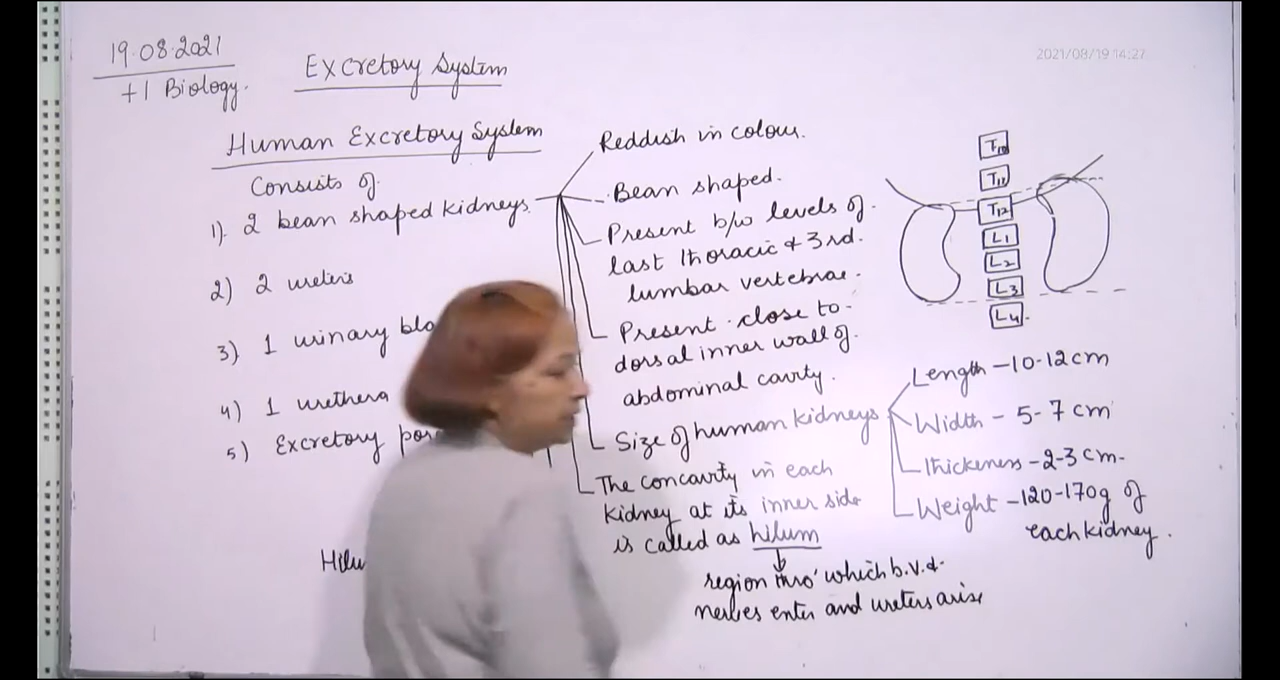 19.08.2021
+1 Biology.
Excretory System
2021/08/19 14:27
Human Excretory System
Consists of
1). 2 bean shaped kidneys
2) 2 ureters
3) 1 urinary bla
4) 1 urethera
5) Excretory por
Hilu
Reddish in colour.
Bean shaped.
Present b/w levels of
last thoracic & 3rd
lumbar vertebrae.
Present close to
dorsal inner wall of
abdominal cavity.
Size of human kidneys
Length - 10-12 cm
Width - 5-7 cm
thickeness - 2-3 cm.
Weight - 120-170g of
each kidney.
The concavity in each
kidney at its inner side
is called as hilum
region thro' which b.v. &
nerves enter and ureters arise
T10
T11
T12
L1
L2
L3
L4